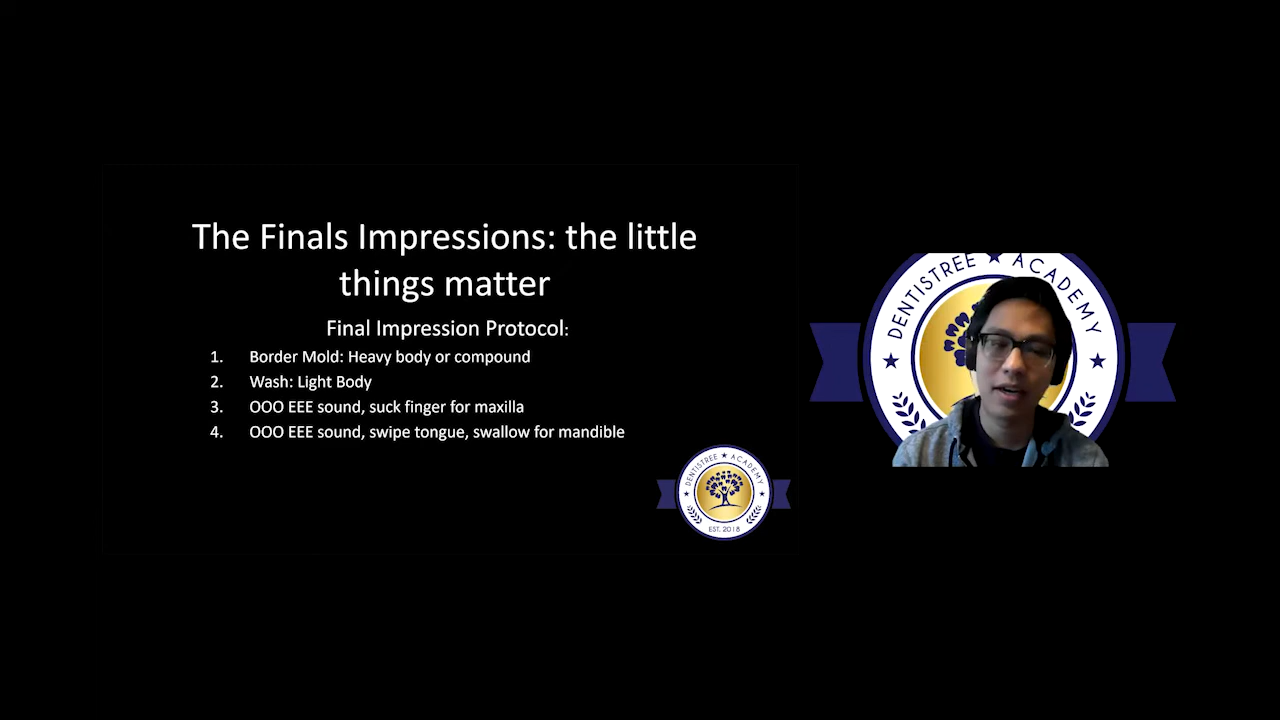 The Finals Impressions: the little
things matter
Final Impression Protocol:
1. Border Mold: Heavy body or compound
2. Wash: Light Body
3. OOO EEE sound, suck finger for maxilla
4. OOO EEE sound, swipe tongue, swallow for mandible
DENTISTREE ★ ACADEMY
EST. 2018
DENTISTREE ★ ACADEMY